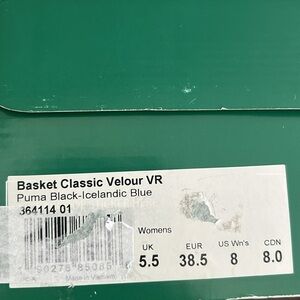 Basket Classic Velour VR
Puma Black-Icelandic Blue
364114 01
Womens
UK EUR US Wn's CDN
5.5 38.5 8 8.0
Made in Vietnam